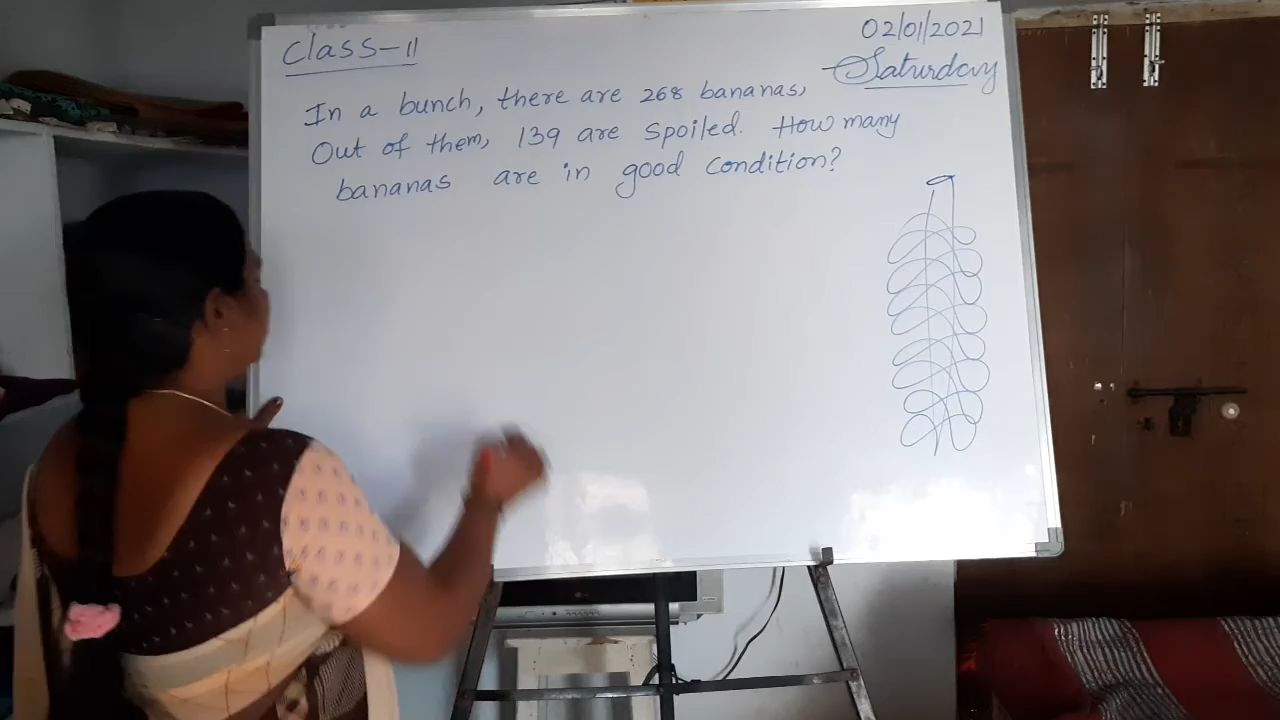 Class-II
02/01/2021
Saturday
In a bunch, there are 268 bananas,
Out of them, 139 are spoiled. How many
bananas are in good condition?